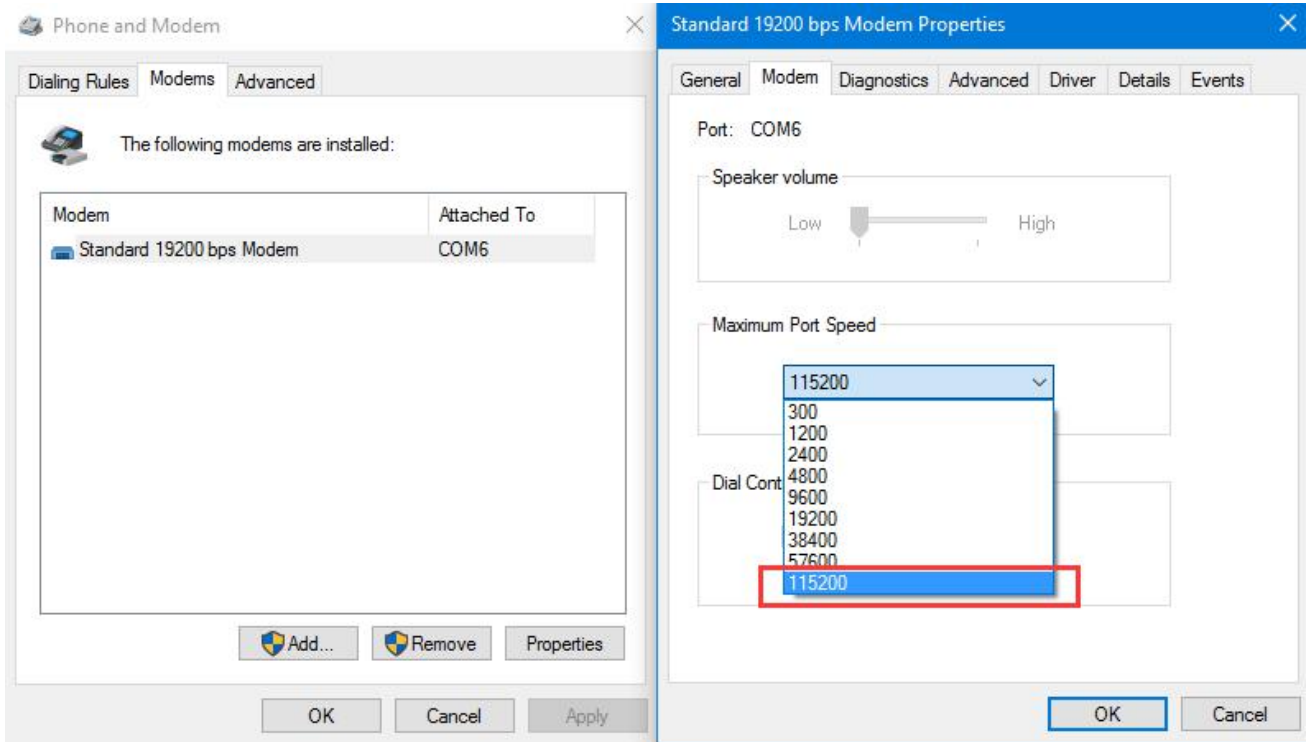 Phone and Modem
Dialing Rules Modems Advanced
The following modems are installed:
Modem Attached To
Standard 19200 bps Modem COM6
Add... Remove Properties
OK Cancel Apply
Standard 19200 bps Modem Properties
General Modem Diagnostics Advanced Driver Details Events
Port: COM6
Speaker volume
Low High
Maximum Port Speed
115200
300
1200
2400
4800
Dial Cont
9600
19200
38400
57600
115200
OK Cancel